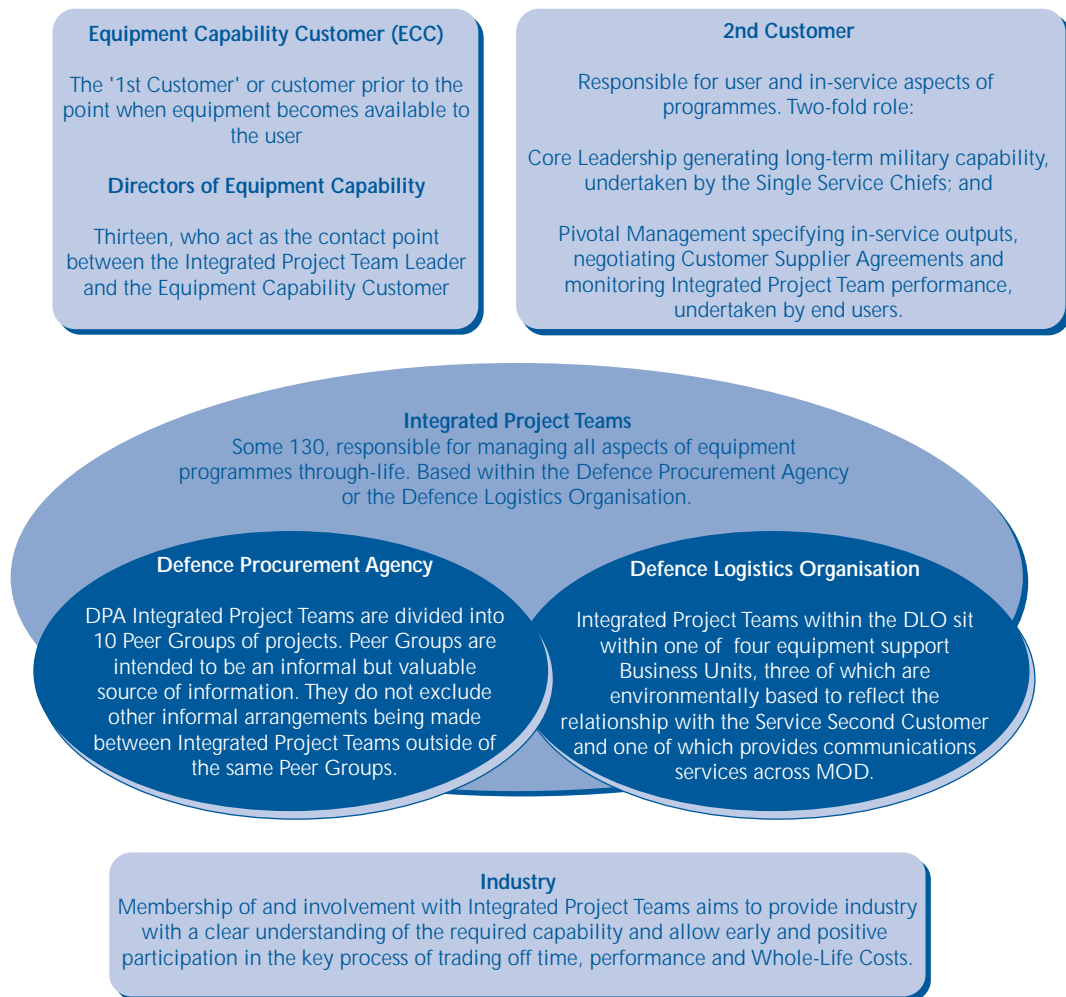 Equipment Capability Customer (ECC)
The '1st Customer' or customer prior to the
point when equipment becomes available to
the user
Directors of Equipment Capability
Thirteen, who act as the contact point
between the Integrated Project Team Leader
and the Equipment Capability Customer
2nd Customer
Responsible for user and in-service aspects of
programmes. Two-fold role:
Core Leadership generating long-term military capability,
undertaken by the Single Service Chiefs; and
Pivotal Management specifying in-service outputs,
negotiating Customer Supplier Agreements and
monitoring Integrated Project Team performance,
undertaken by end users.
Integrated Project Teams
Some 130, responsible for managing all aspects of equipment
programmes through-life. Based within the Defence Procurement Agency
or the Defence Logistics Organisation.
Defence Procurement Agency
DPA Integrated Project Teams are divided into
10 Peer Groups of projects. Peer Groups are
intended to be an informal but valuable
source of information. They do not exclude
other informal arrangements being made
between Integrated Project Teams outside of
the same Peer Groups.
Defence Logistics Organisation
Integrated Project Teams within the DLO sit
within one of four equipment support
Business Units, three of which are
environmentally based to reflect the
relationship with the Service Second Customer
and one of which provides communications
services across MOD.
Industry
Membership of and involvement with Integrated Project Teams aims to provide industry
with a clear understanding of the required capability and allow early and positive
participation in the key process of trading off time, performance and Whole-Life Costs.